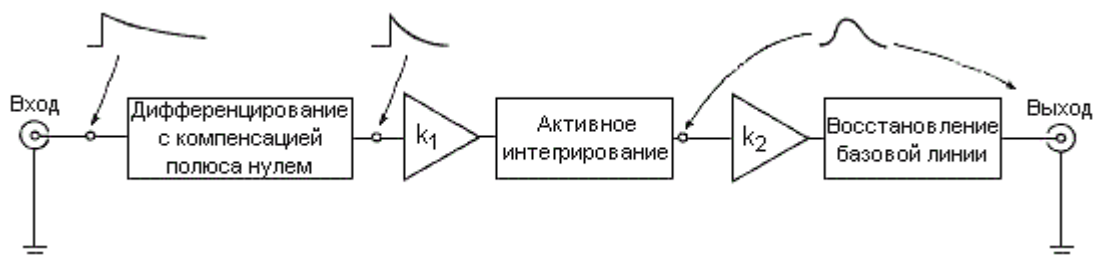 Вход
Дифференцирование
с компенсацией
полюса нулем
k1
Активное
интегрирование
k2
Восстановление
базовой линии
Выход